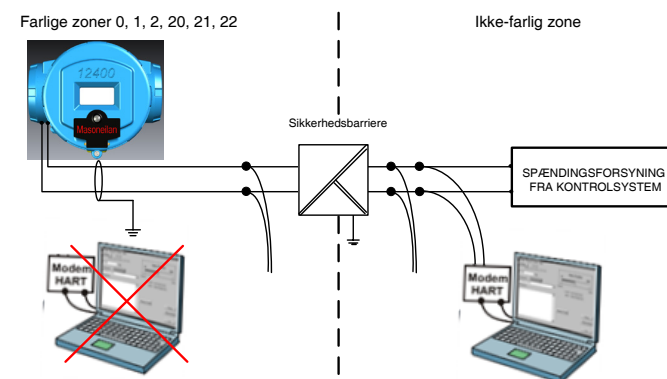 Farlige zoner 0, 1, 2, 20, 21, 22
Ikke-farlig zone
12400
Masoneilan
Sikkerhedsbarriere
SPÆNDINGSFORSYNING
FRA KONTROLSYSTEM
Modem
HART
Modem
HART